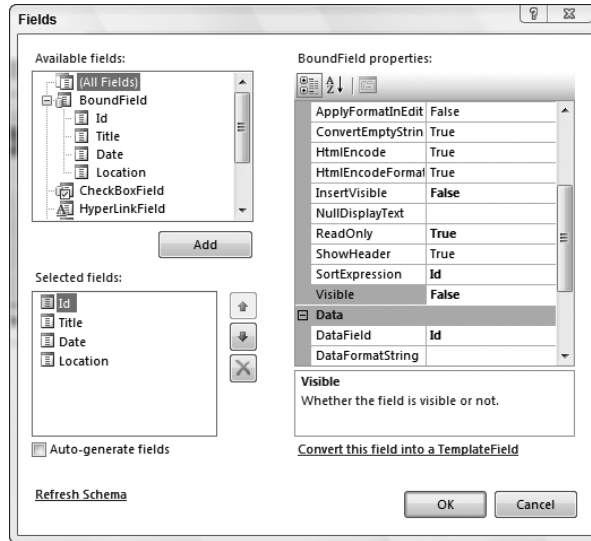 Fields
Available fields:
(All Fields)
BoundField
Id
Title
Date
Location
CheckBoxField
HyperLinkField
Add
Selected fields:
Id
Title
Date
Location
Auto-generate fields
Refresh Schema
BoundField properties:
ApplyFormatInEdit False
ConvertEmptyStrin True
HtmlEncode True
HtmlEncodeFormat True
InsertVisible False
NullDisplayText
ReadOnly True
ShowHeader True
SortExpression Id
Visible False
Data
DataField Id
DataFormatString
Visible
Whether the field is visible or not.
Convert this field into a TemplateField
OK Cancel